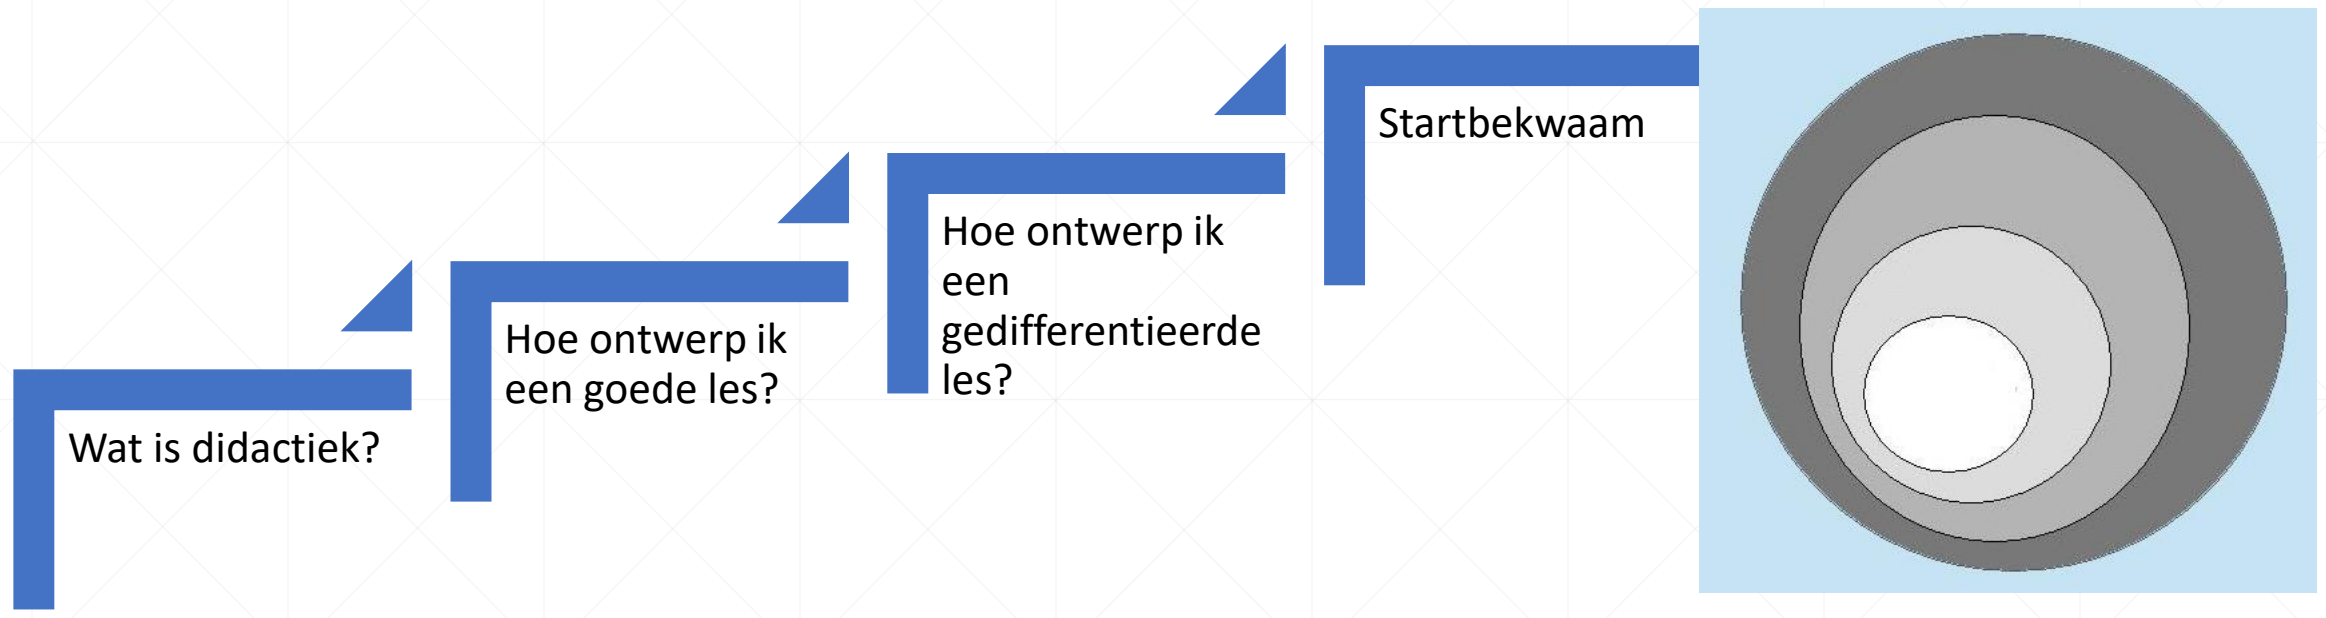 Wat is didactiek?
Hoe ontwerp ik
een goede les?
Hoe ontwerp ik
een
gedifferentieerde
les?
Startbekwaam